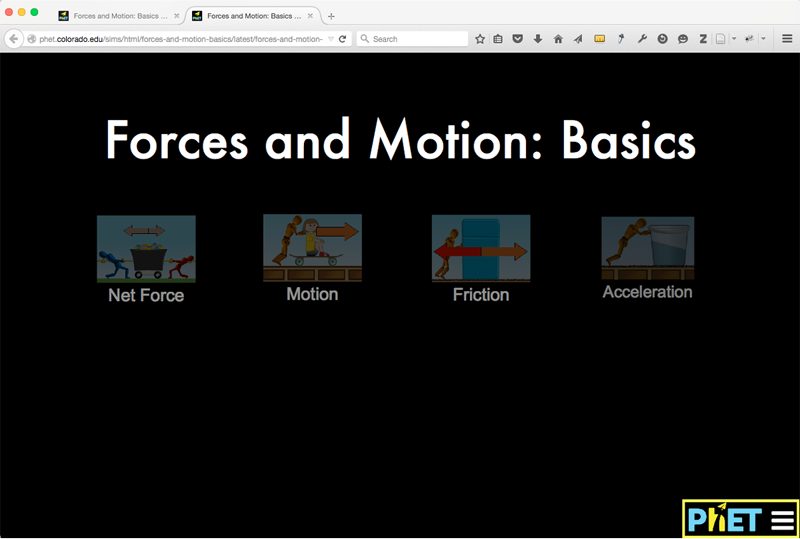 Forces and Motion: Basics ...
Forces and Motion: Basics ...
phet.colorado.edu/sims/html/forces-and-motion-basics/latest/forces-and-motion-
Search
Forces and Motion: Basics
Net Force
Motion
Friction
Acceleration
PhET